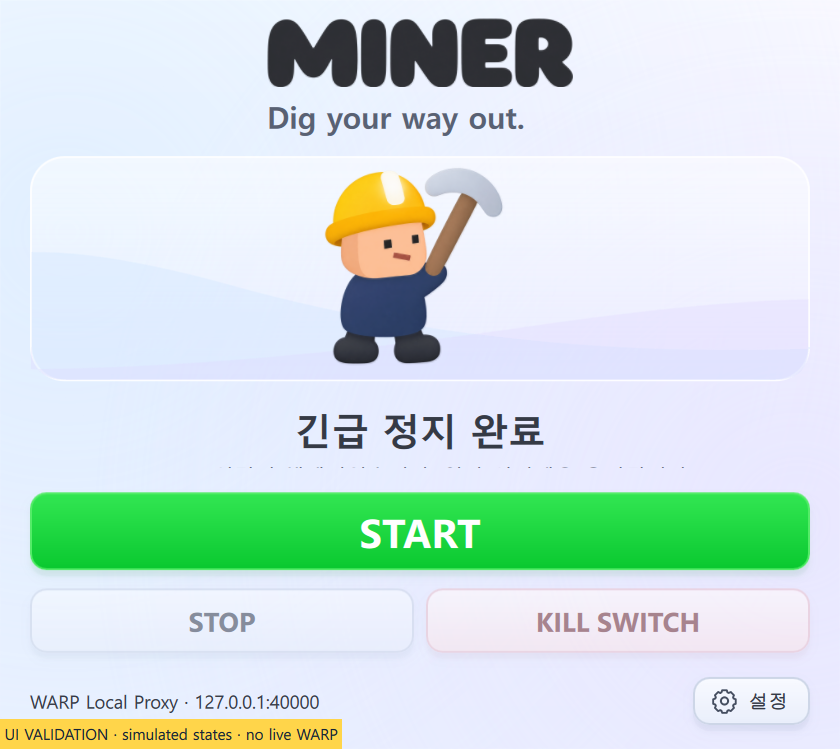 MINER
Dig your way out.
긴급 정지 완료
START
STOP
KILL SWITCH
WARP Local Proxy · 127.0.0.1:40000
설정
UI VALIDATION · simulated states · no live WARP